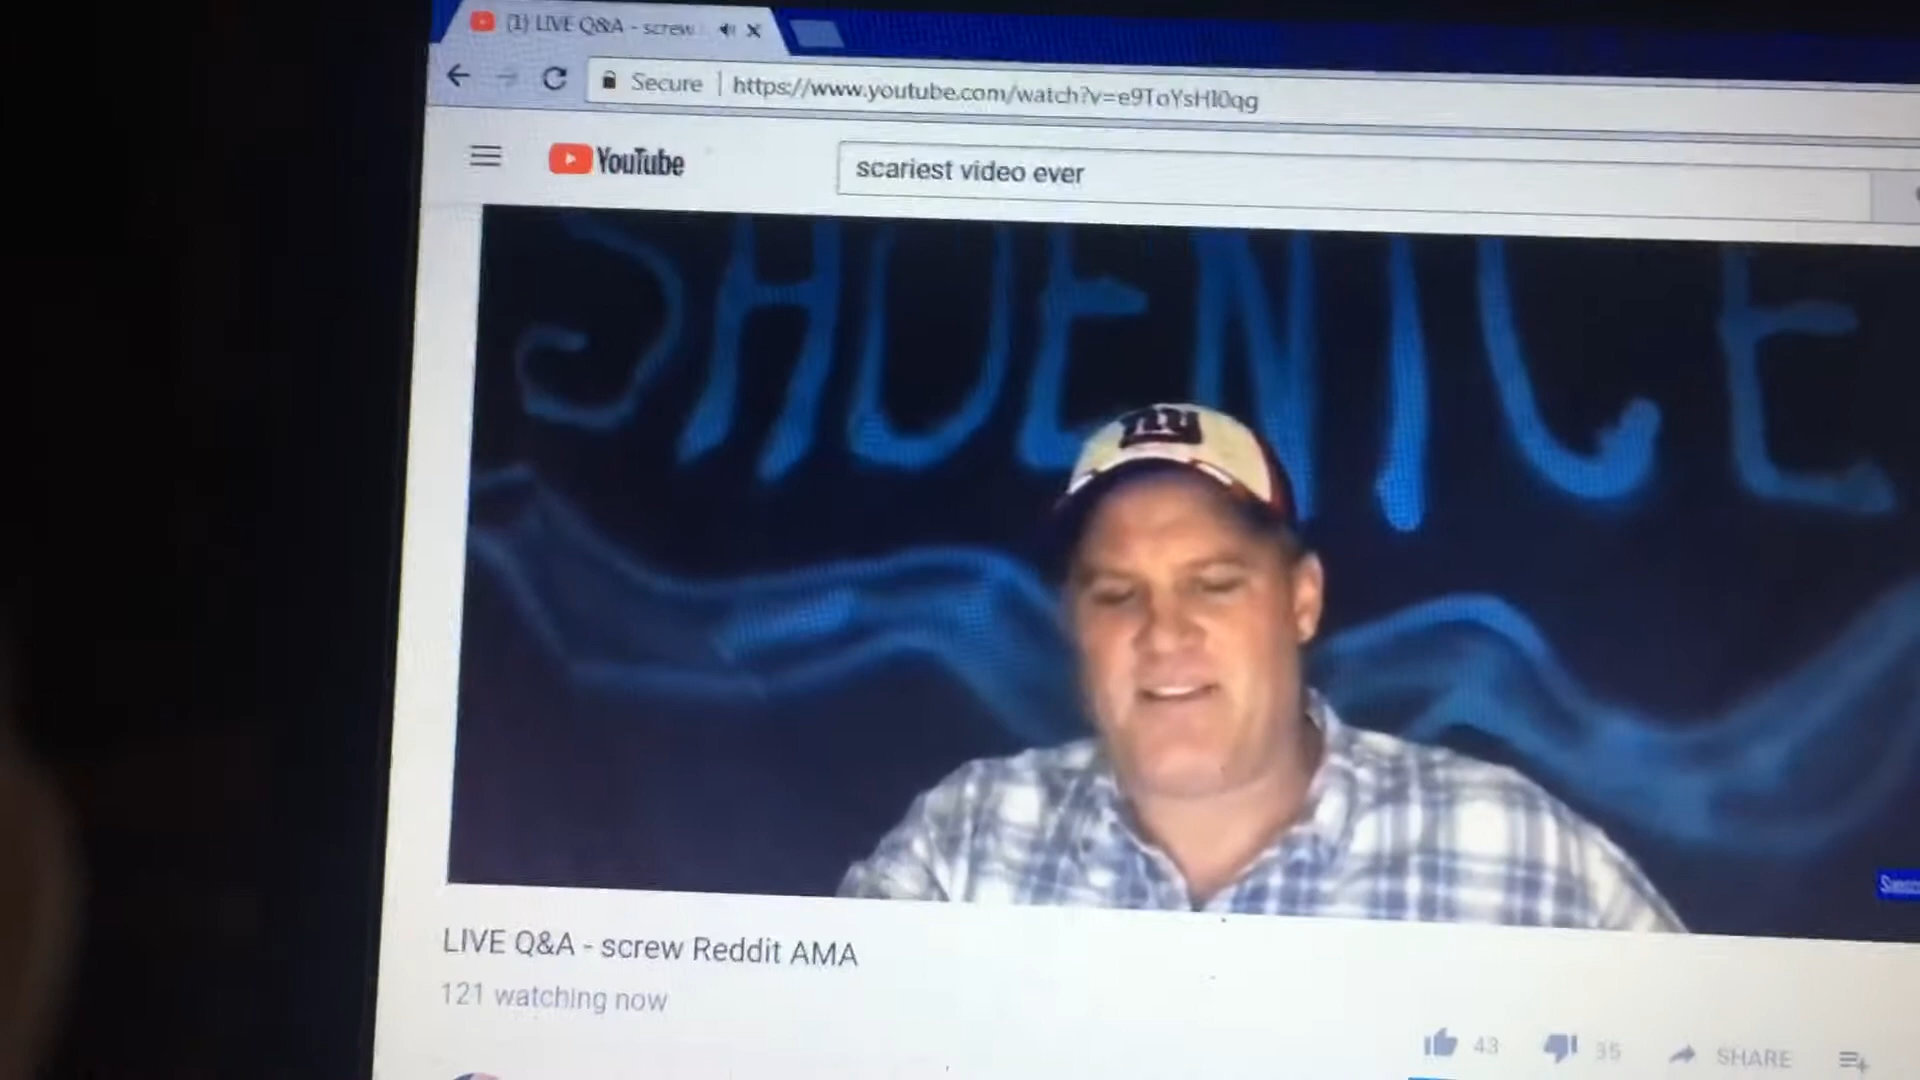 (1) LIVE Q&A - screw
Secure | https://www.youtube.com/watch?v=e9ToYsHl0qg
YouTube
scariest video ever
SHOENICE
ny
LIVE Q&A - screw Reddit AMA
121 watching now
43 35 SHARE